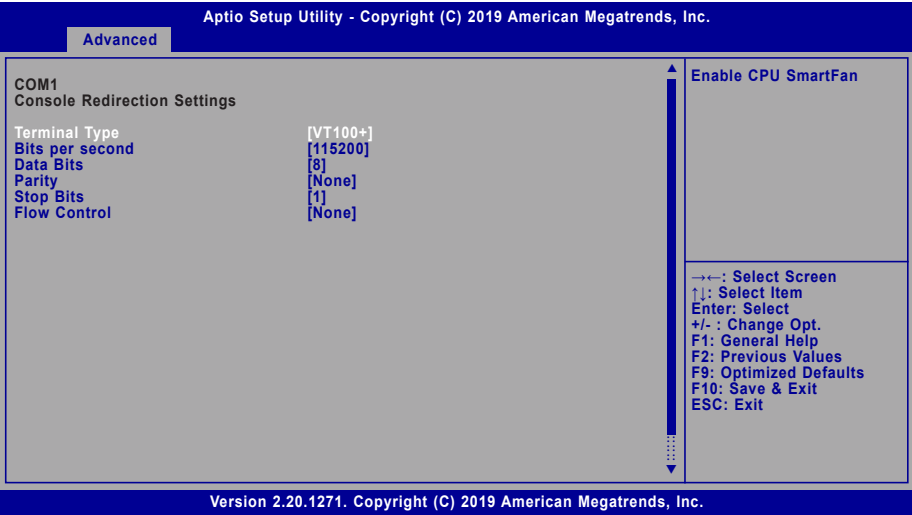 Aptio Setup Utility - Copyright (C) 2019 American Megatrends, Inc.
Advanced
COM1
Console Redirection Settings
Terminal Type [VT100+]
Bits per second [115200]
Data Bits [8]
Parity [None]
Stop Bits [1]
Flow Control [None]
Enable CPU SmartFan
→←: Select Screen
↑↓: Select Item
Enter: Select
+/- : Change Opt.
F1: General Help
F2: Previous Values
F9: Optimized Defaults
F10: Save & Exit
ESC: Exit
Version 2.20.1271. Copyright (C) 2019 American Megatrends, Inc.